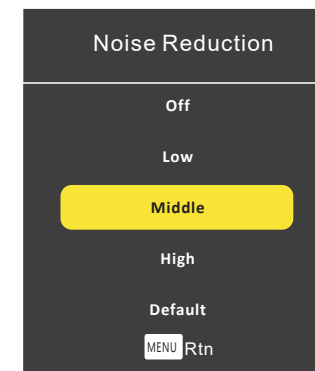 Noise Reduction
Off
Low
Middle
High
Default
MENU Rtn